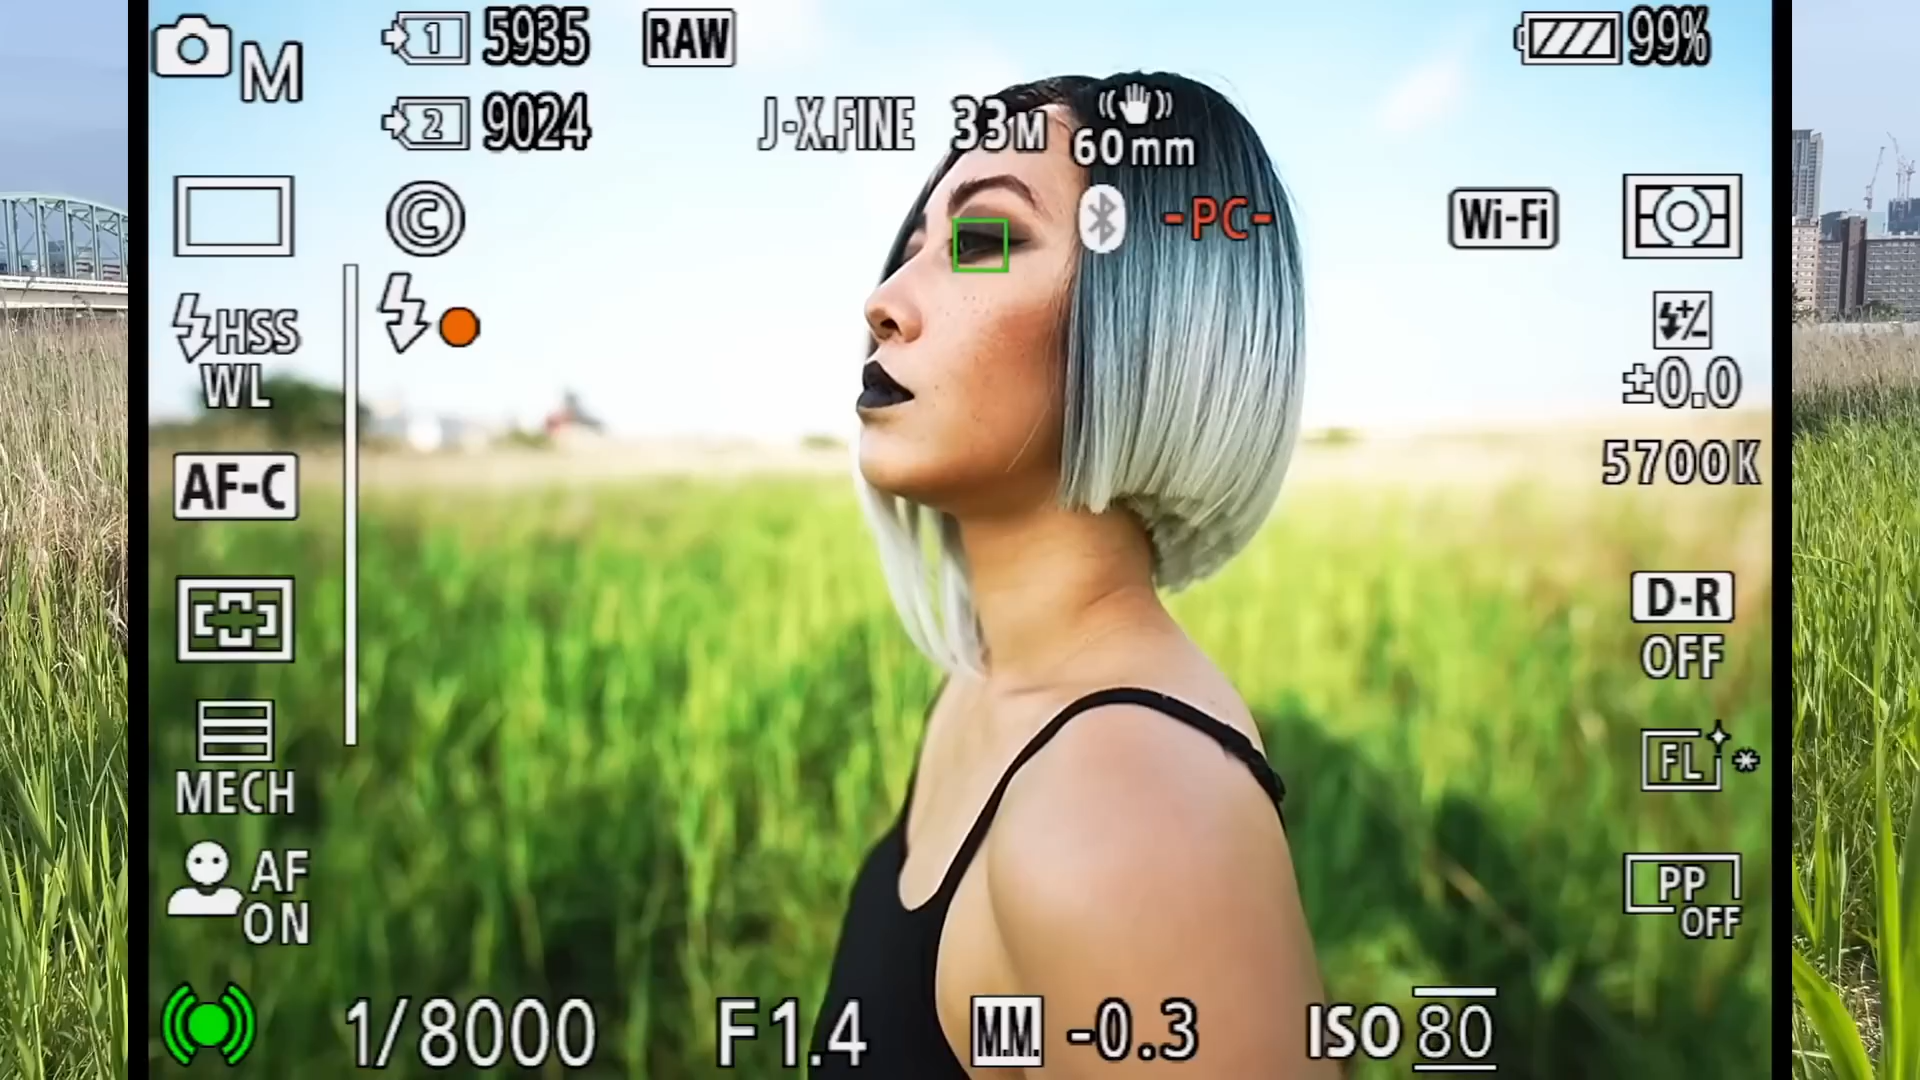 M
1 5935
RAW
99%
2 9024
J-X.FINE 33M
60mm
©
-PC-
Wi-Fi
HSS
WL
±0.0
AF-C
5700K
D-R
OFF
FL *
MECH
AF
ON
PP
OFF
1/8000 F1.4 M.M. -0.3 ISO 80